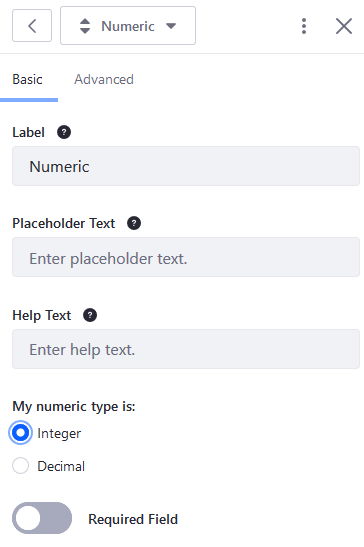 Numeric
Basic Advanced
Label ?
Numeric
Placeholder Text ?
Enter placeholder text.
Help Text ?
Enter help text.
My numeric type is:
Integer
Decimal
Required Field